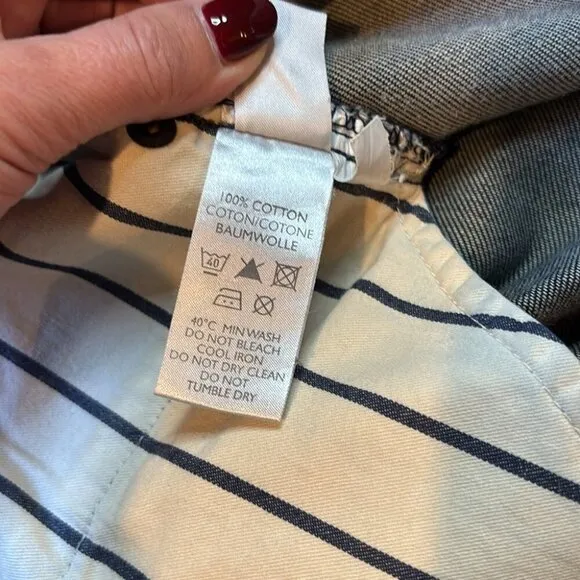 100% COTTON
COTON/COTONE
BAUMWOLLE
40
40°C MIN WASH
DO NOT BLEACH
COOL IRON
DO NOT DRY CLEAN
DO NOT
TUMBLE DRY